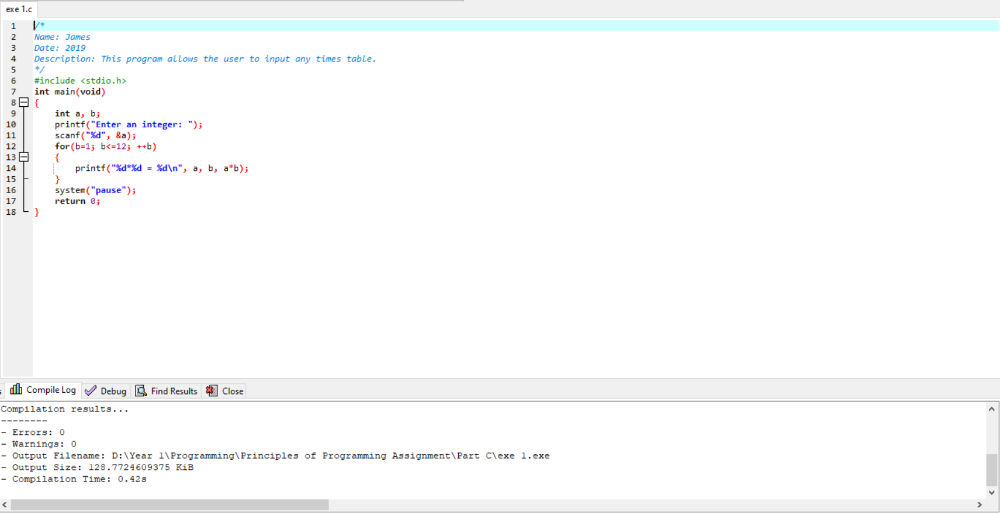 exe 1.c
1 /*
2 Name: James
3 Date: 2019
4 Description: This program allows the user to input any times table.
5 */
6 #include <stdio.h>
7 int main(void)
8 {
9 int a, b;
10 printf("Enter an integer: ");
11 scanf("%d", &a);
12 for(b=1; b<=12; ++b)
13 {
14 printf("%d*%d = %d\n", a, b, a*b);
15 }
16 system("pause");
17 return 0;
18 }
Compile Log Debug Find Results Close
Compilation results...
--------
- Errors: 0
- Warnings: 0
- Output Filename: D:\Year 1\Programming\Principles of Programming Assignment\Part C\exe 1.exe
- Output Size: 128.7724609375 KiB
- Compilation Time: 0.42s